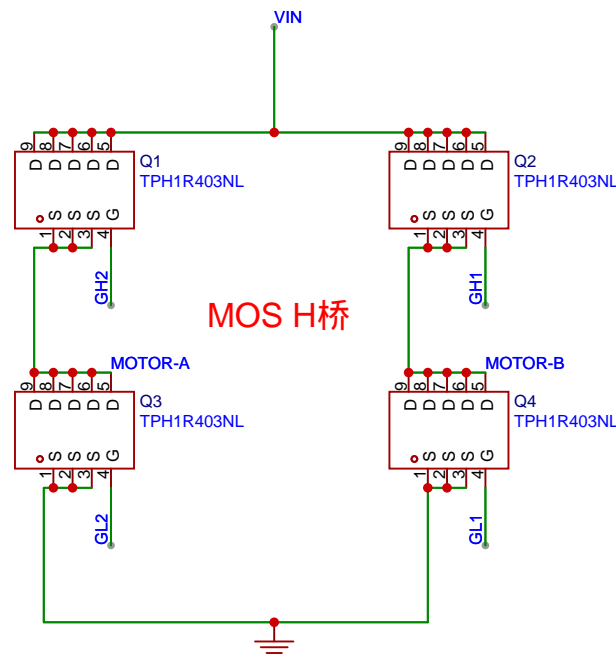 VIN
9 8 7 6 5
D D D D D
Q1
TPH1R403NL
S S S G
1 2 3 4
GH2
9 8 7 6 5
D D D D D
Q2
TPH1R403NL
S S S G
1 2 3 4
GH1
MOS H桥
MOTOR-A
9 8 7 6 5
D D D D D
Q3
TPH1R403NL
S S S G
1 2 3 4
GL2
MOTOR-B
9 8 7 6 5
D D D D D
Q4
TPH1R403NL
S S S G
1 2 3 4
GL1